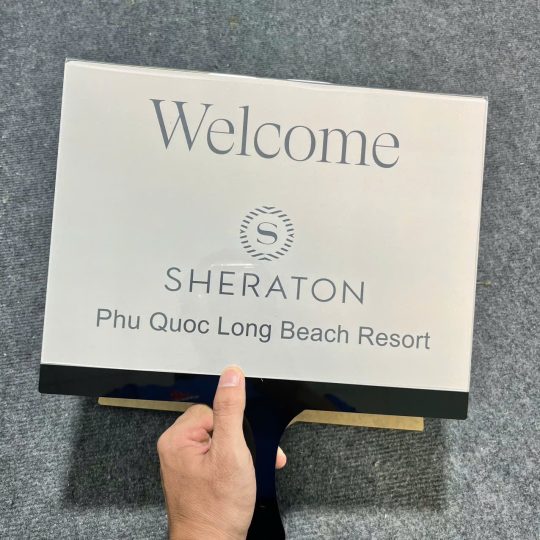 Welcome
S
SHERATON
Phu Quoc Long Beach Resort